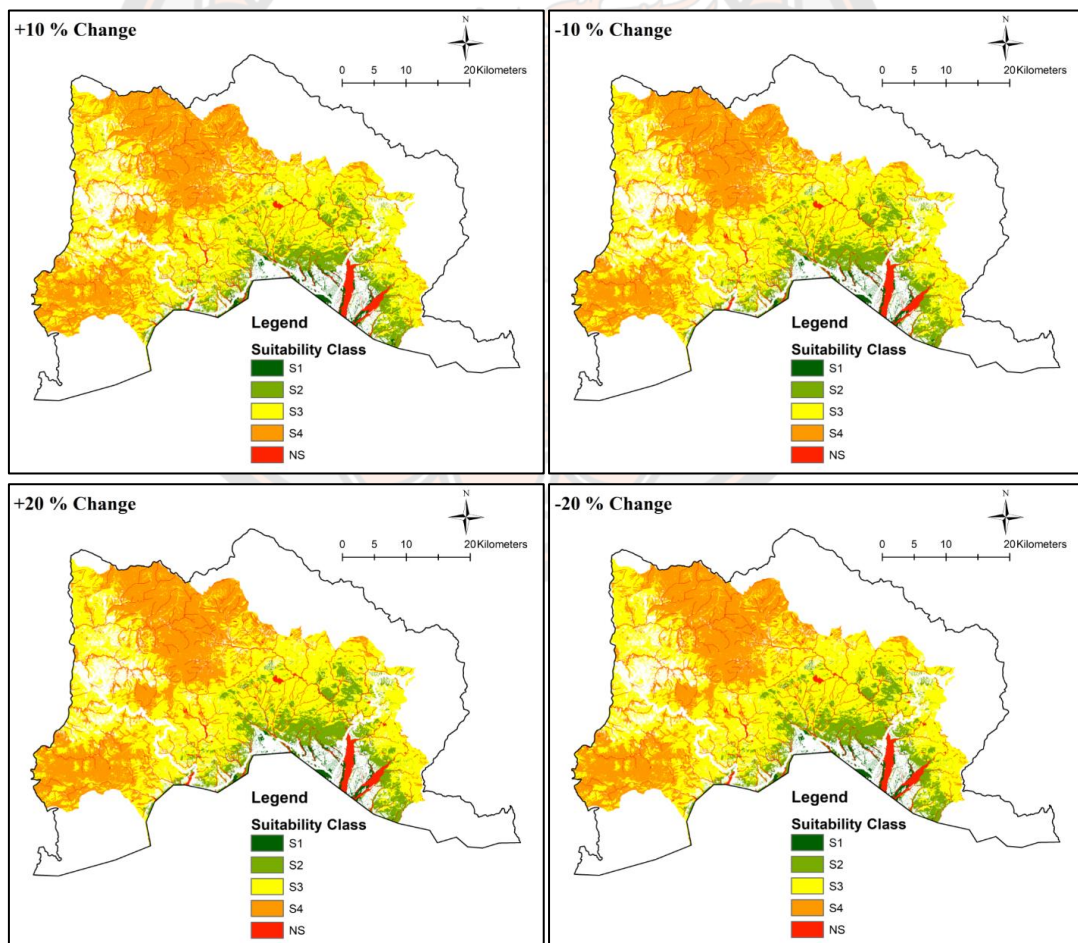 +10 % Change
N
0 5 10 20 Kilometers
Legend
Suitability Class
S1
S2
S3
S4
NS
-10 % Change
N
0 5 10 20 Kilometers
Legend
Suitability Class
S1
S2
S3
S4
NS
+20 % Change
N
0 5 10 20 Kilometers
Legend
Suitability Class
S1
S2
S3
S4
NS
-20 % Change
N
0 5 10 20 Kilometers
Legend
Suitability Class
S1
S2
S3
S4
NS